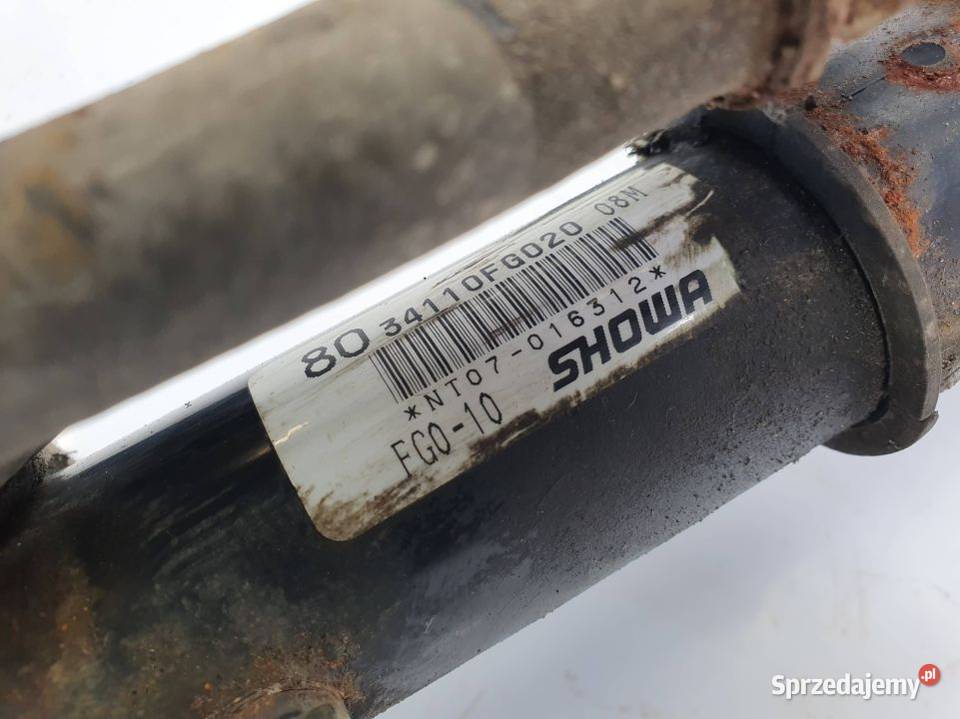 80 34110FG020 08M
*NT07-016312*
FG0-10 SHOWA
Sprzedajemy.pl